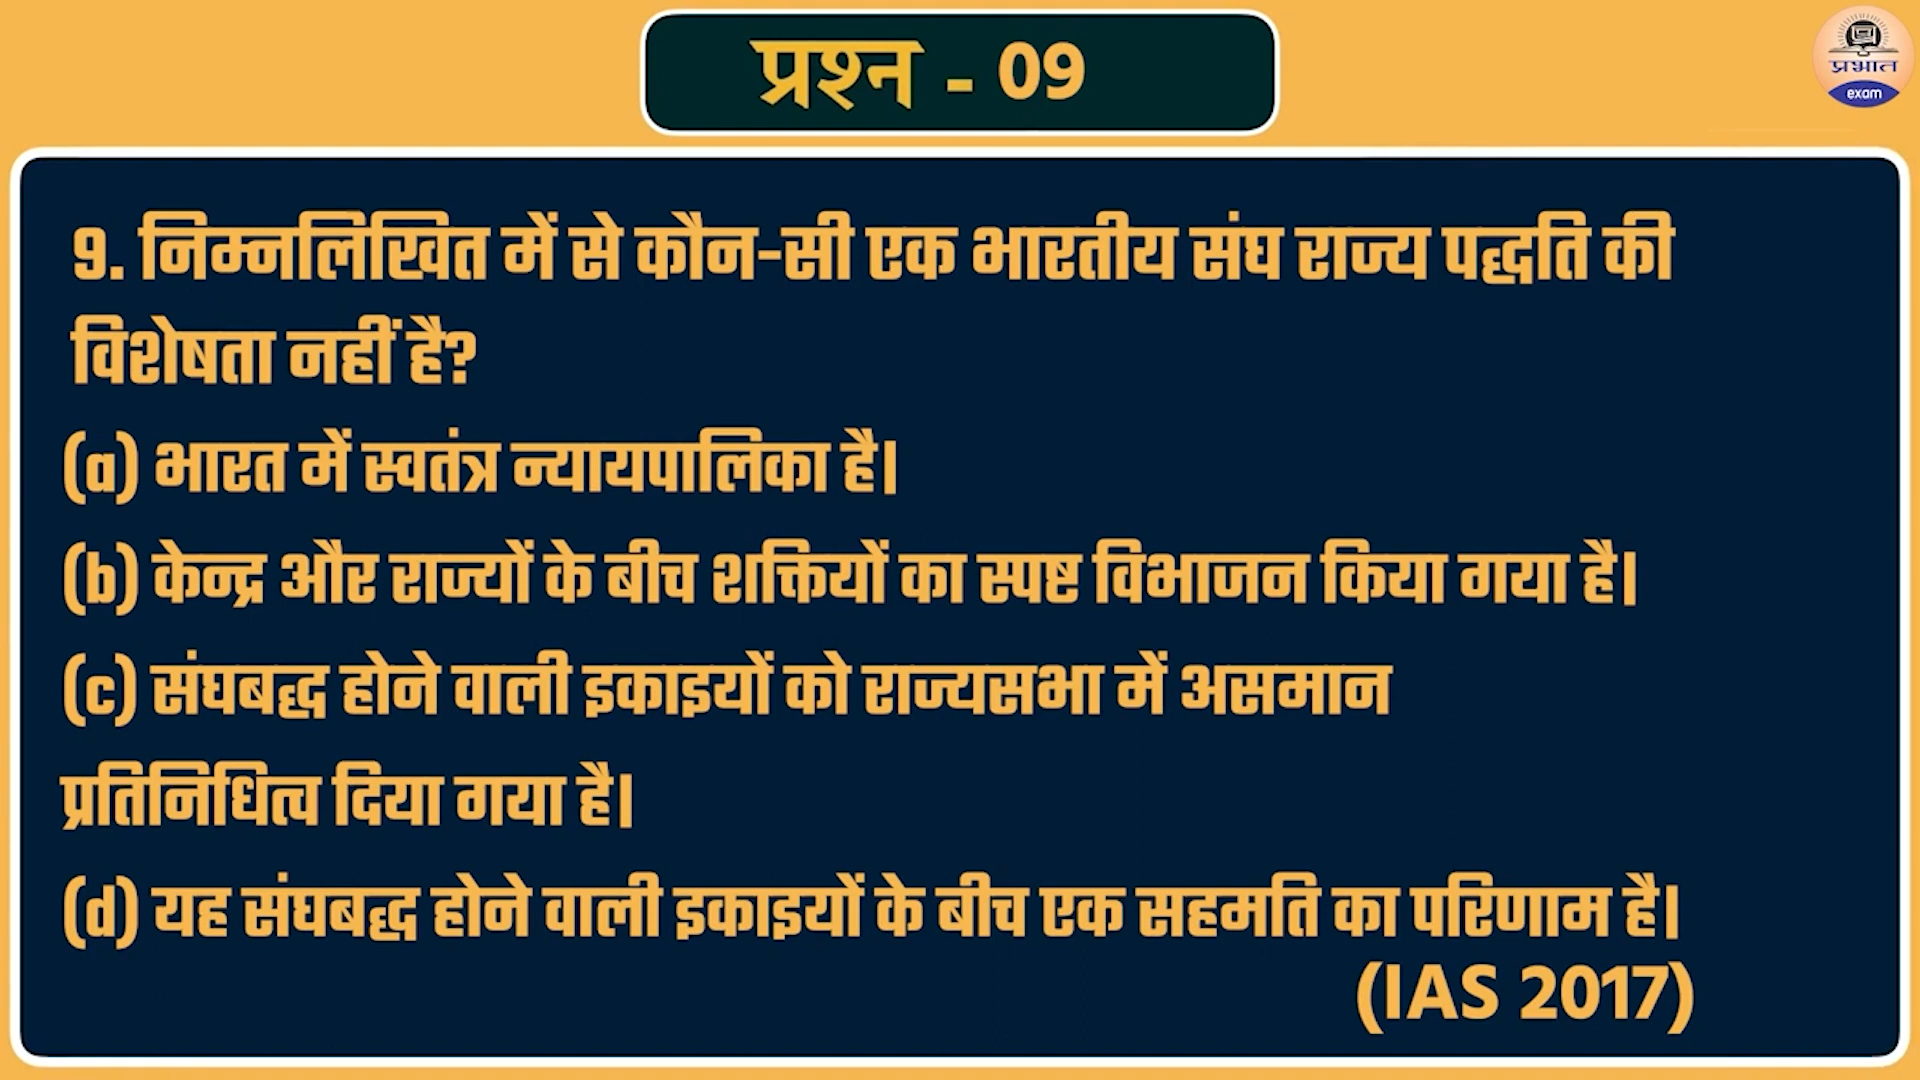 प्रश्न - 09
प्रभात
exam
9. निम्नलिखित में से कौन-सी एक भारतीय संघ राज्य पद्धति की
विशेषता नहीं है?
(a) भारत में स्वतंत्र न्यायपालिका है।
(b) केन्द्र और राज्यों के बीच शक्तियों का स्पष्ट विभाजन किया गया है।
(c) संघबद्ध होने वाली इकाइयों को राज्यसभा में असमान
प्रतिनिधित्व दिया गया है।
(d) यह संघबद्ध होने वाली इकाइयों के बीच एक सहमति का परिणाम है।
(IAS 2017)